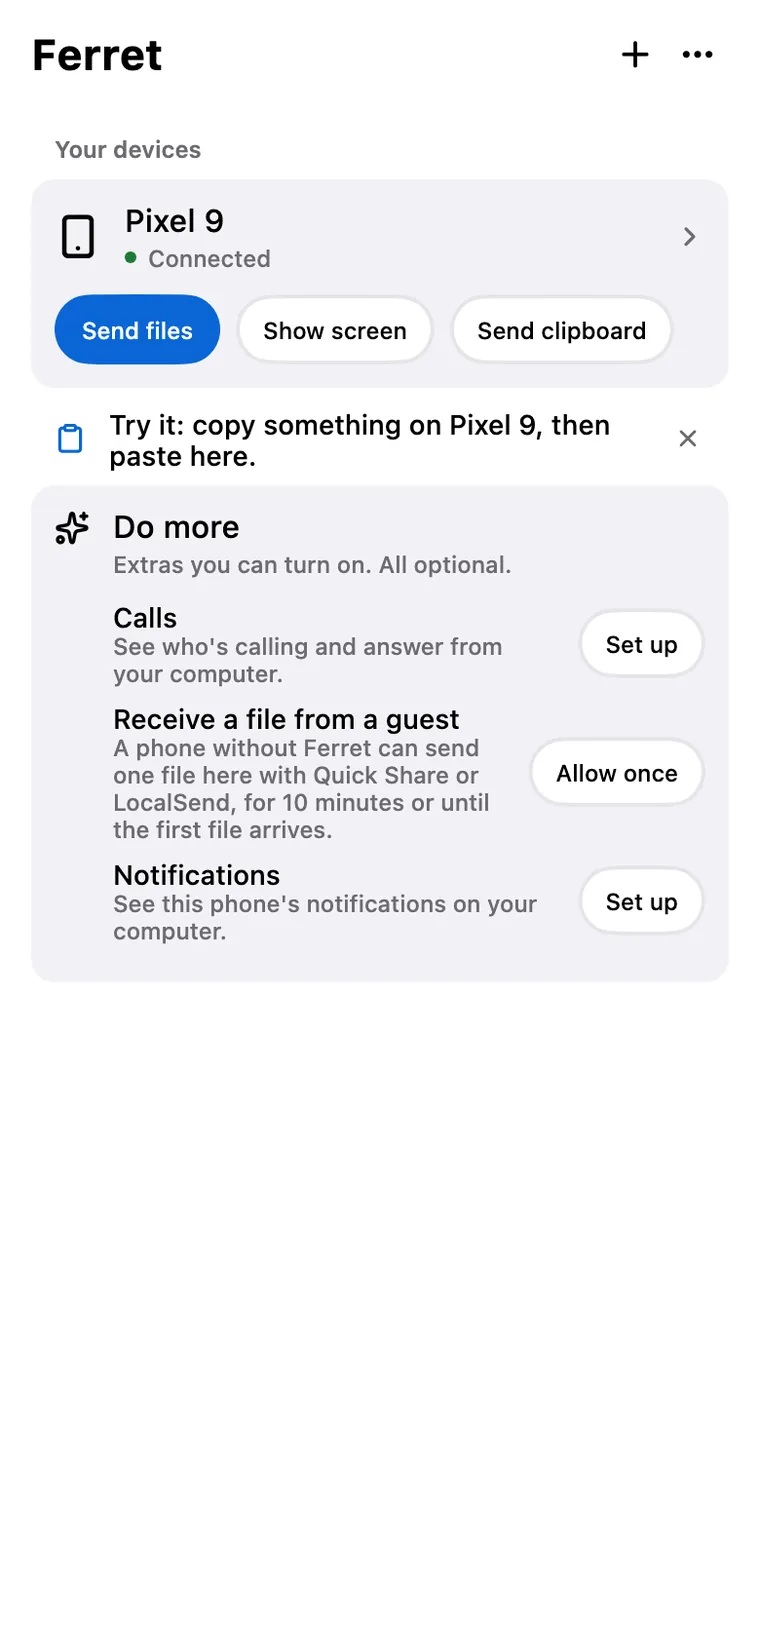 Ferret
Your devices
Pixel 9
Connected
Send files
Show screen
Send clipboard
Try it: copy something on Pixel 9, then
paste here.
Do more
Extras you can turn on. All optional.
Calls
See who's calling and answer from
your computer.
Set up
Receive a file from a guest
A phone without Ferret can send
one file here with Quick Share or
LocalSend, for 10 minutes or until
the first file arrives.
Allow once
Notifications
See this phone's notifications on your
computer.
Set up